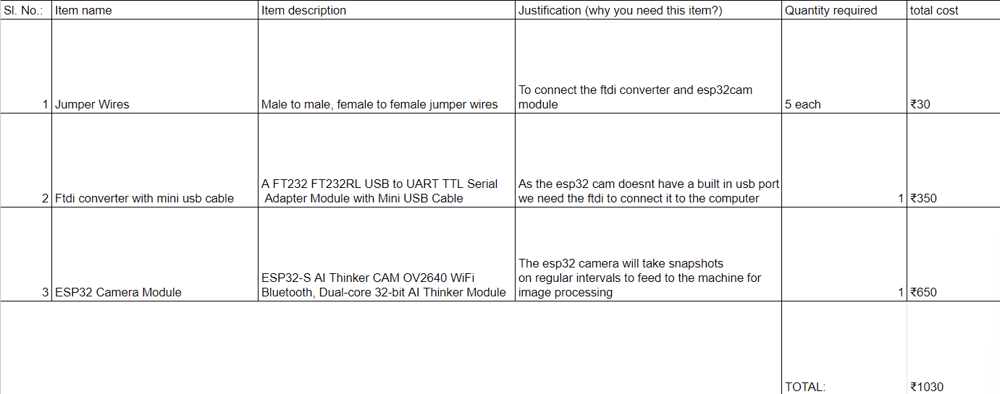 Sl. No.: Item name Item description Justification (why you need this item?) Quantity required total cost
To connect the ftdi converter and esp32cam
1 Jumper Wires Male to male, female to female jumper wires module 5 each ₹30
A FT232 FT232RL USB to UART TTL Serial As the esp32 cam doesnt have a built in usb port
2 Ftdi converter with mini usb cable Adapter Module with Mini USB Cable we need the ftdi to connect it to the computer 1 ₹350
The esp32 camera will take snapshots
ESP32-S AI Thinker CAM OV2640 WiFi on regular intervals to feed to the machine for
3 ESP32 Camera Module Bluetooth, Dual-core 32-bit AI Thinker Module image processing 1 ₹650
TOTAL: ₹1030